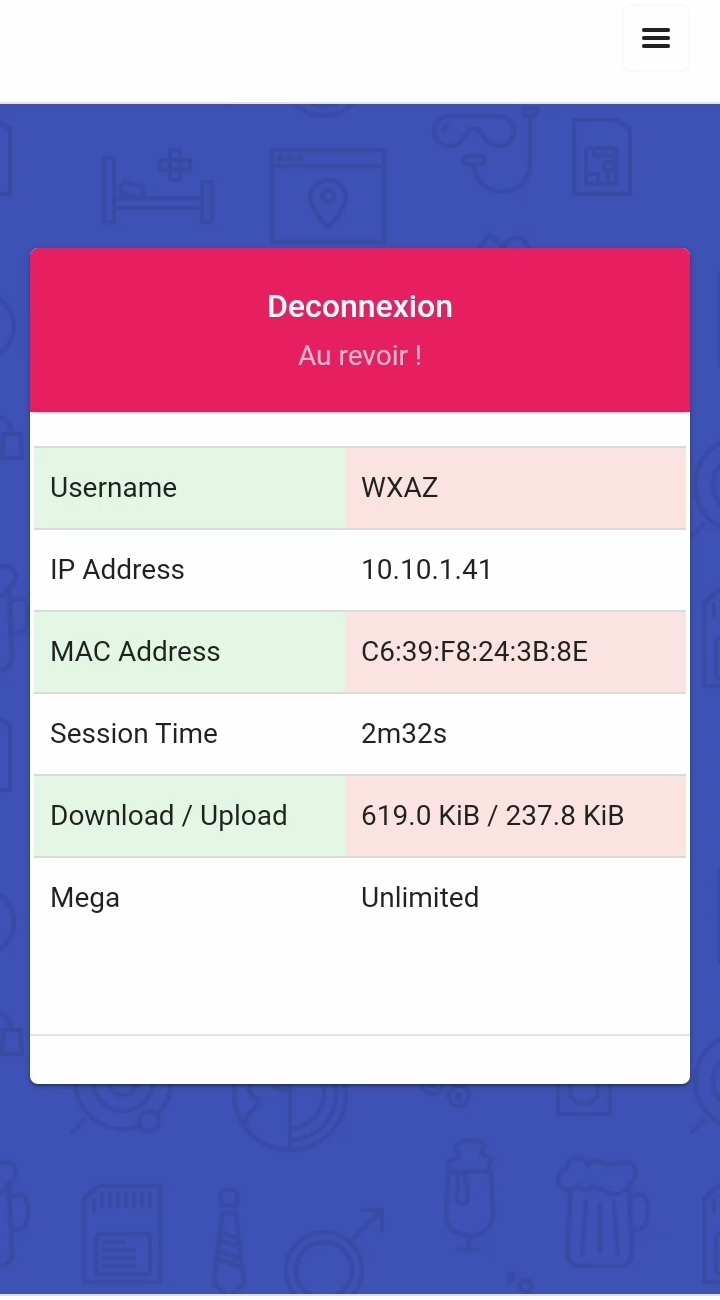 Deconnexion
Au revoir !
Username WXAZ
IP Address 10.10.1.41
MAC Address C6:39:F8:24:3B:8E
Session Time 2m32s
Download / Upload 619.0 KiB / 237.8 KiB
Mega Unlimited